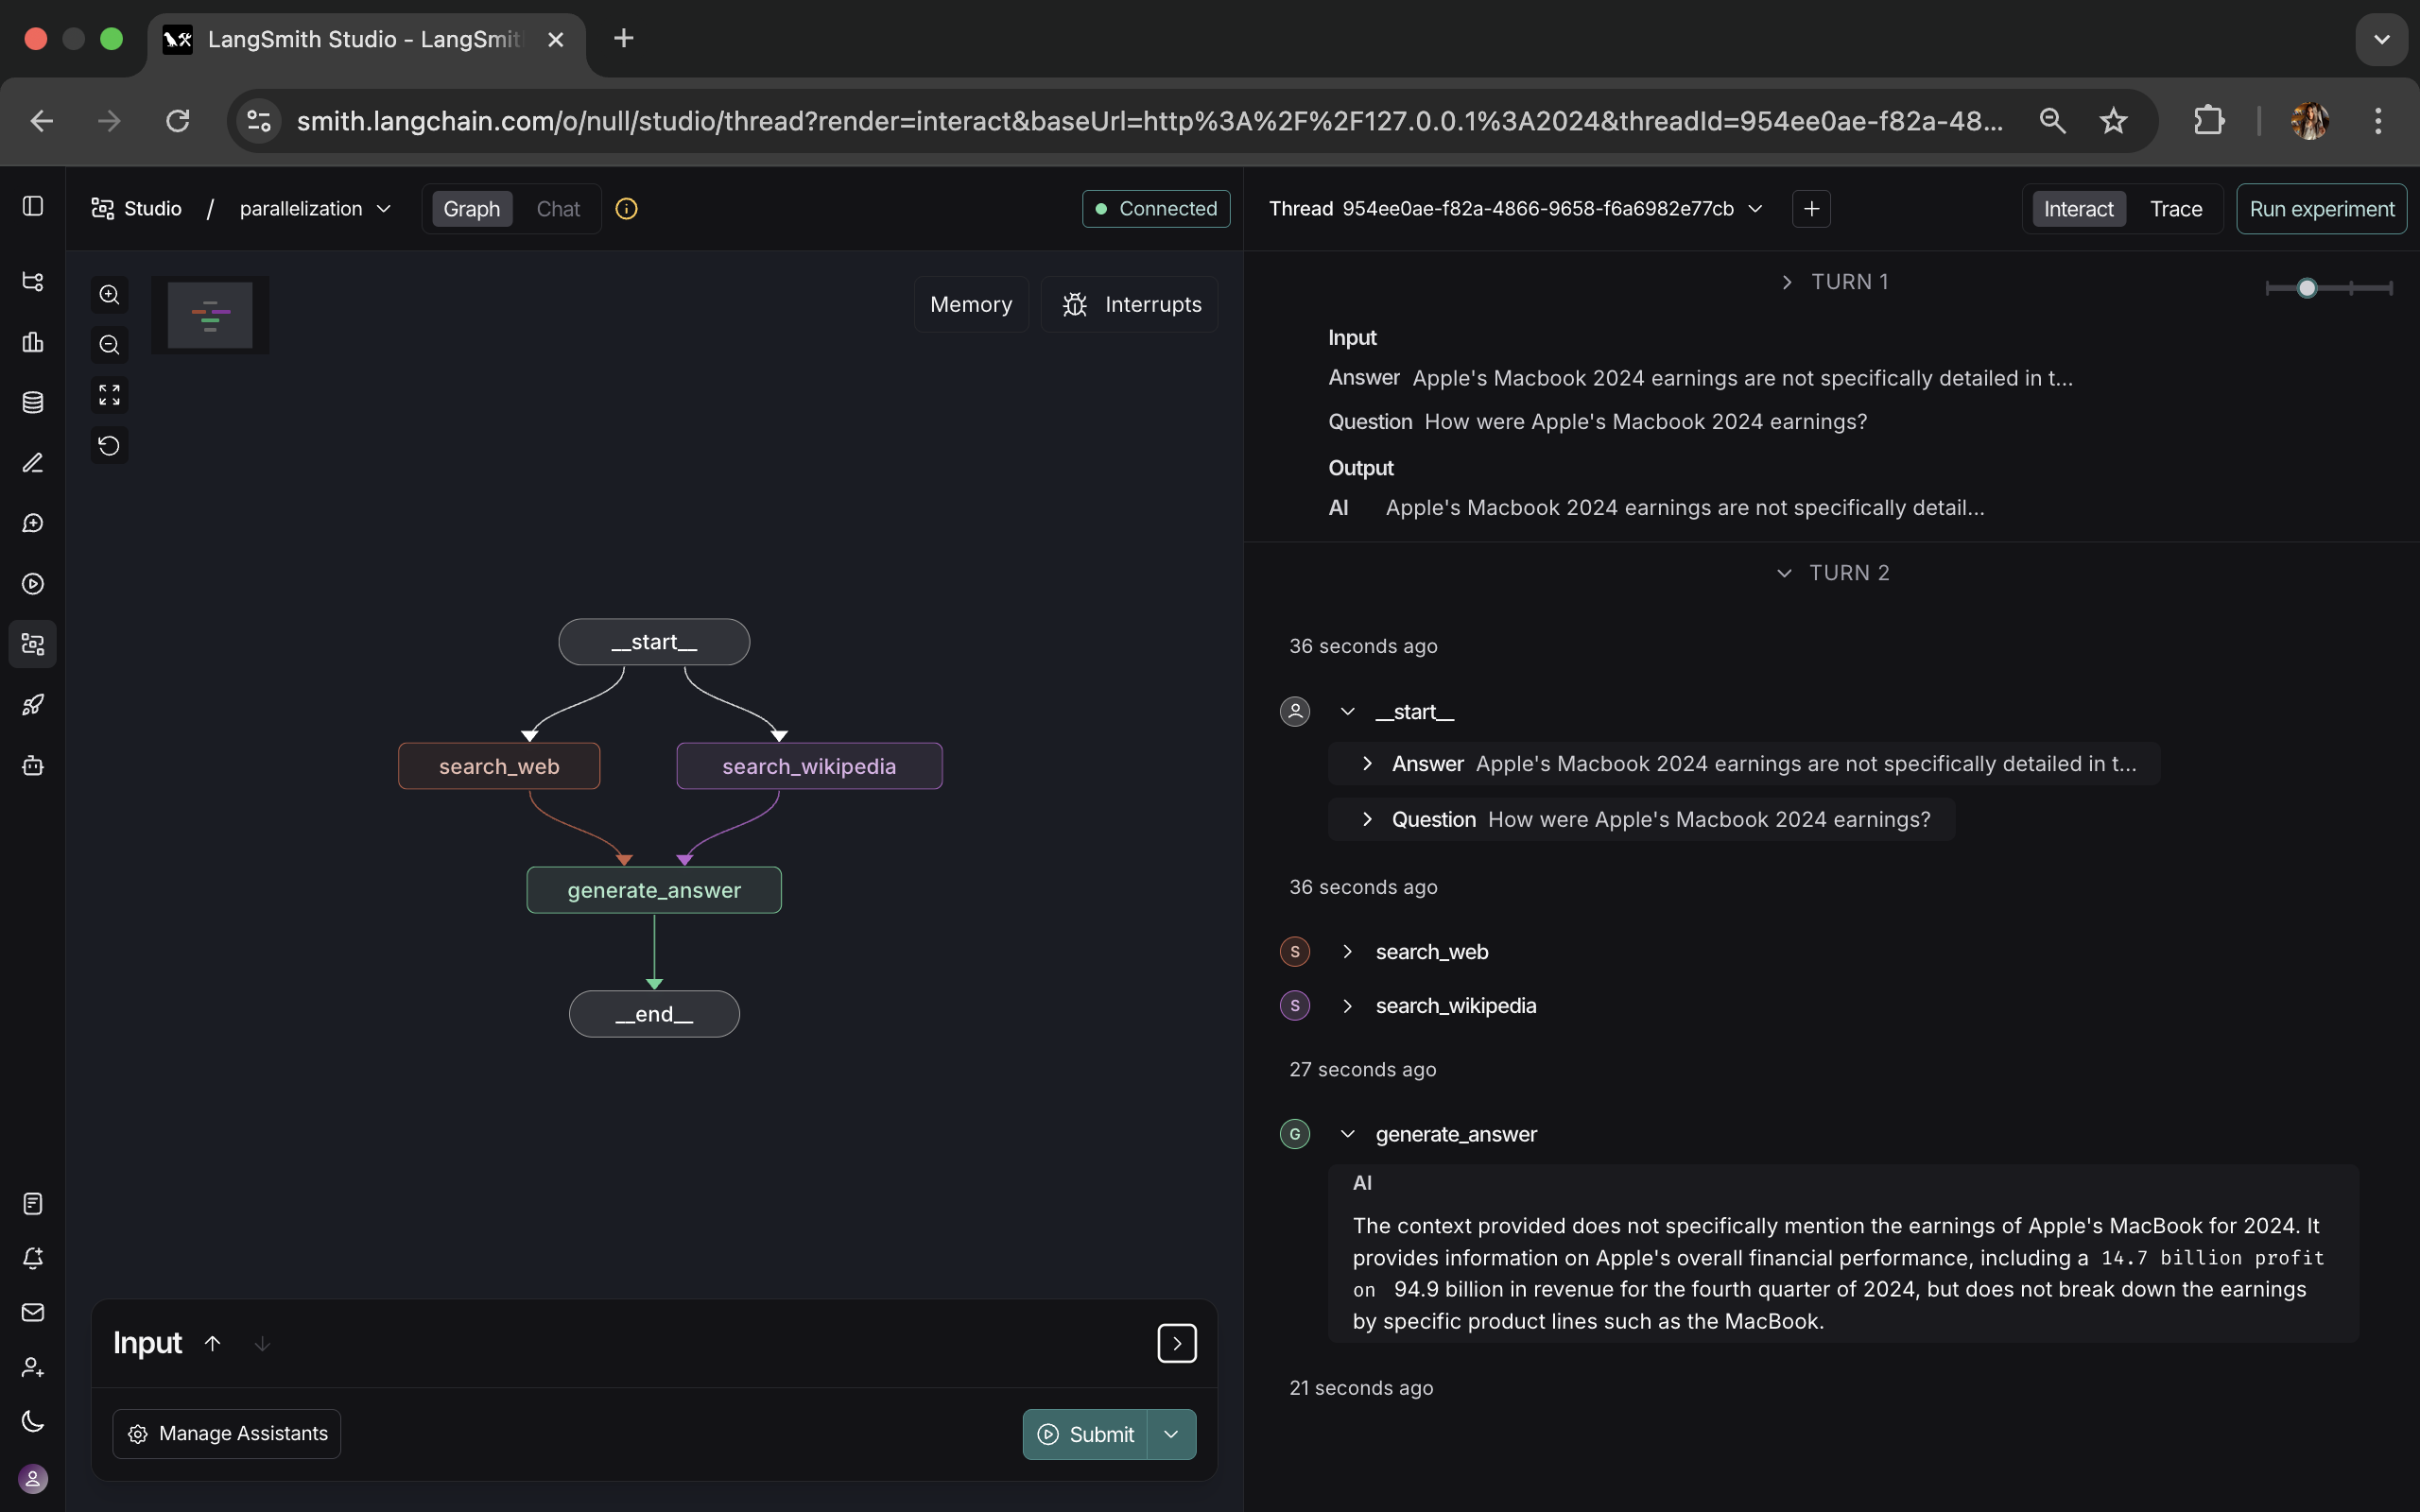 LangSmith Studio - LangSmit
smith.langchain.com/o/null/studio/thread?render=interact&baseUrl=http%3A%2F%2F127.0.0.1%3A2024&threadId=954ee0ae-f82a-48...
Studio / parallelization Graph Chat Connected
Memory Interrupts
__start__
search_web search_wikipedia
generate_answer
__end__
Input
Manage Assistants Submit
Thread 954ee0ae-f82a-4866-9658-f6a6982e77cb + Interact Trace Run experiment
TURN 1
Input
Answer Apple's Macbook 2024 earnings are not specifically detailed in t...
Question How were Apple's Macbook 2024 earnings?
Output
AI Apple's Macbook 2024 earnings are not specifically detail...
TURN 2
36 seconds ago
__start__
Answer Apple's Macbook 2024 earnings are not specifically detailed in t...
Question How were Apple's Macbook 2024 earnings?
36 seconds ago
S search_web
S search_wikipedia
27 seconds ago
G generate_answer
AI
The context provided does not specifically mention the earnings of Apple's MacBook for 2024. It
provides information on Apple's overall financial performance, including a 14.7 billion profit
on 94.9 billion in revenue for the fourth quarter of 2024, but does not break down the earnings
by specific product lines such as the MacBook.
21 seconds ago